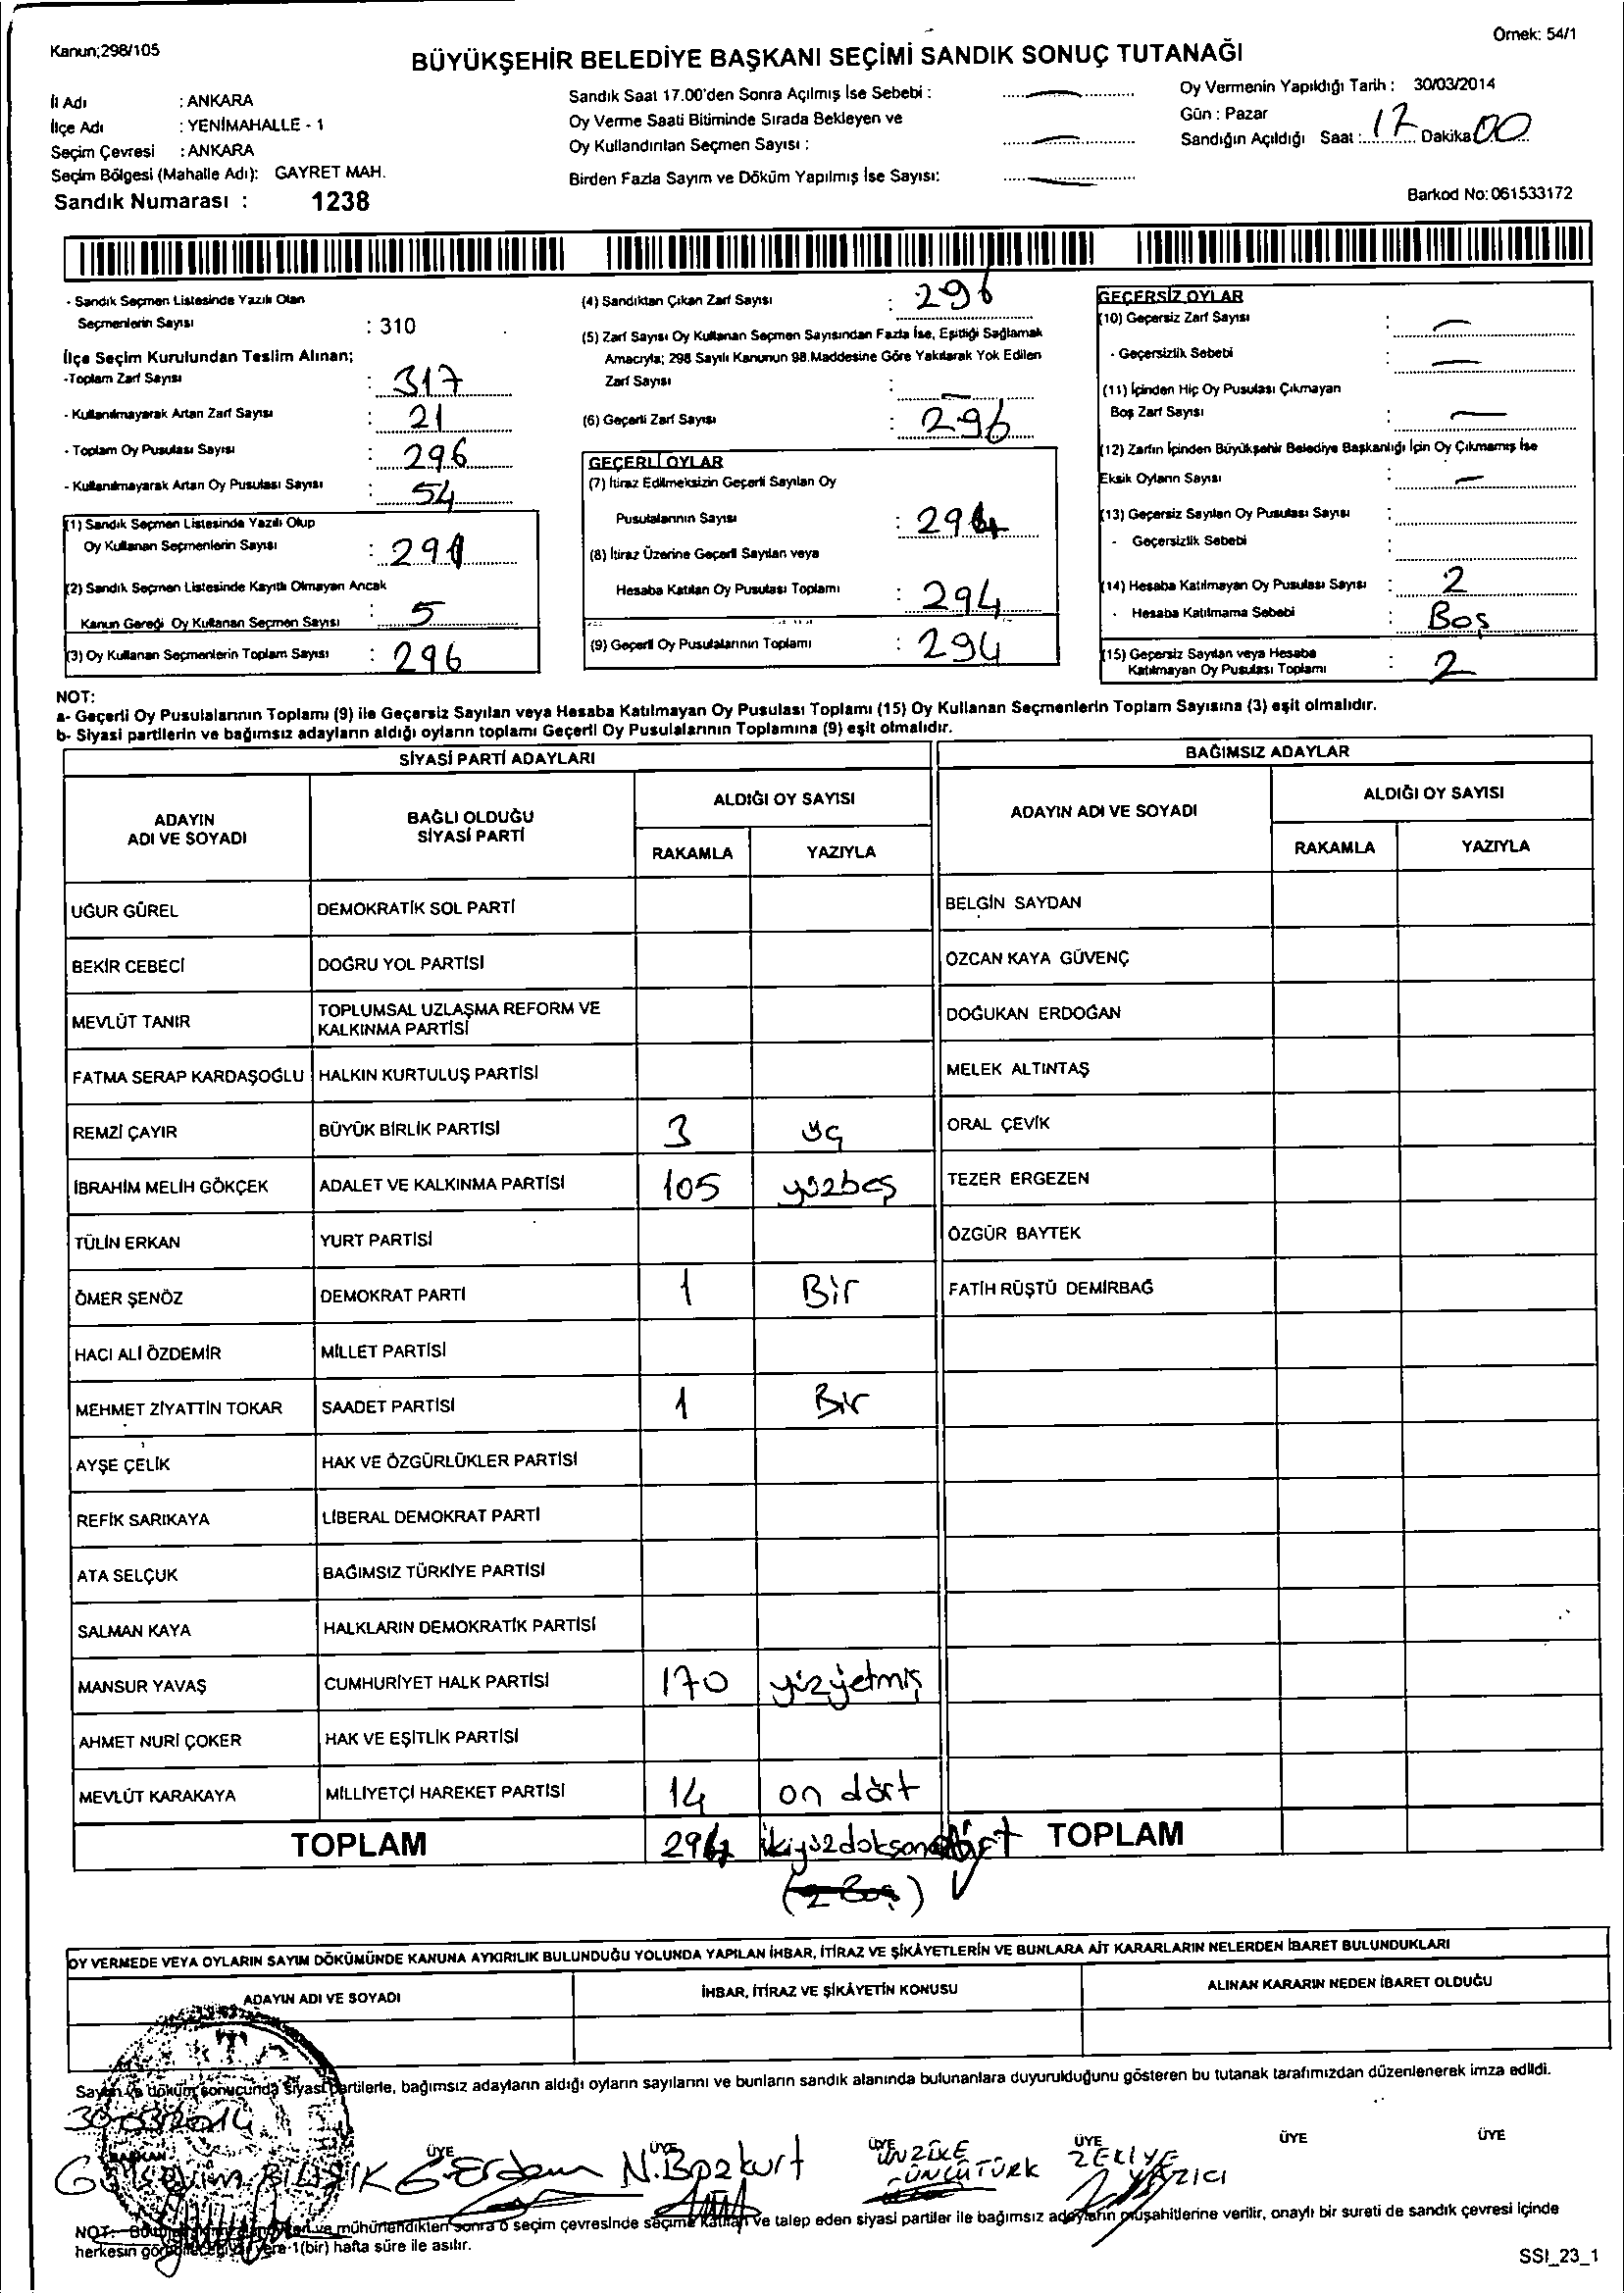 Kanun;298/105
Örnek: 54/1
BÜYÜKŞEHİR BELEDİYE BAŞKANI SEÇİMİ SANDIK SONUÇ TUTANAĞI
İl Adı : ANKARA
İlçe Adı : YENİMAHALLE - 1
Seçim Çevresi : ANKARA
Seçim Bölgesi (Mahalle Adı): GAYRET MAH.
Sandık Numarası : 1238
Sandık Saat 17.00'den Sonra Açılmış İse Sebebi :
Oy Verme Saati Bitiminde Sırada Bekleyen ve
Oy Kullandırılan Seçmen Sayısı :
Birden Fazla Sayım ve Döküm Yapılmış İse Sayısı:
Oy Vermenin Yapıldığı Tarih : 30/03/2014
Gün : Pazar
Sandığın Açıldığı Saat : 17 Dakika 00
Barkod No:061533172
- Sandık Seçmen Listesinde Yazılı Olan
Seçmenlerin Sayısı : 310
İlçe Seçim Kurulundan Teslim Alınan;
-Toplam Zarf Sayısı : 317
- Kullanılmayarak Artan Zarf Sayısı : 21
- Toplam Oy Pusulası Sayısı : 296
- Kullanılmayarak Artan Oy Pusulası Sayısı : 54
(1) Sandık Seçmen Listesinde Yazılı Olup
Oy Kullanan Seçmenlerin Sayısı : 291
(2) Sandık Seçmen Listesinde Kayıtlı Olmayan Ancak
Kanun Gereği Oy Kullanan Seçmen Sayısı : 5
(3) Oy Kullanan Seçmenlerin Toplam Sayısı : 296
(4) Sandıktan Çıkan Zarf Sayısı : 296
(5) Zarf Sayısı Oy Kullanan Seçmen Sayısından Fazla İse, Eşitliği Sağlamak
Amacıyla; 298 Sayılı Kanunun 98.Maddesine Göre Yakılarak Yok Edilen
Zarf Sayısı : -
(6) Geçerli Zarf Sayısı : 296
GEÇERLİ OYLAR
(7) İtiraz Edilmeksizin Geçerli Sayılan Oy
Pusulalarının Sayısı : 294
(8) İtiraz Üzerine Geçerli Sayılan veya
Hesaba Katılan Oy Pusulası Toplamı : 294
(9) Geçerli Oy Pusulalarının Toplamı : 294
GEÇERSİZ OYLAR
(10) Geçersiz Zarf Sayısı : -
- Geçersizlik Sebebi : -
(11) İçinden Hiç Oy Pusulası Çıkmayan
Boş Zarf Sayısı : -
(12) Zarfın İçinden Büyükşehir Belediye Başkanlığı İçin Oy Çıkmamış İse
Eksik Oyların Sayısı : -
(13) Geçersiz Sayılan Oy Pusulası Sayısı :
- Geçersizlik Sebebi :
(14) Hesaba Katılmayan Oy Pusulası Sayısı : 2
- Hesaba Katılmama Sebebi : Boş
(15) Geçersiz Sayılan veya Hesaba
Katılmayan Oy Pusulası Toplamı : 2
NOT:
a- Geçerli Oy Pusulalarının Toplamı (9) ile Geçersiz Sayılan veya Hesaba Katılmayan Oy Pusulası Toplamı (15) Oy Kullanan Seçmenlerin Toplam Sayısına (3) eşit olmalıdır.
b- Siyasi partilerin ve bağımsız adayların aldığı oyların toplamı Geçerli Oy Pusulalarının Toplamına (9) eşit olmalıdır.
SİYASİ PARTİ ADAYLARI
ADAYIN
ADI VE SOYADI
BAĞLI OLDUĞU
SİYASİ PARTİ
ALDIĞI OY SAYISI
RAKAMLA YAZIYLA
UĞUR GÜREL DEMOKRATİK SOL PARTİ
BEKİR CEBECİ DOĞRU YOL PARTİSİ
MEVLÜT TANIR TOPLUMSAL UZLAŞMA REFORM VE
KALKINMA PARTİSİ
FATMA SERAP KARDAŞOĞLU HALKIN KURTULUŞ PARTİSİ
REMZİ ÇAYIR BÜYÜK BİRLİK PARTİSİ 3 üç
İBRAHİM MELİH GÖKÇEK ADALET VE KALKINMA PARTİSİ 105 yüzbeş
TÜLİN ERKAN YURT PARTİSİ
ÖMER ŞENÖZ DEMOKRAT PARTİ 1 Bir
HACI ALİ ÖZDEMİR MİLLET PARTİSİ
MEHMET ZİYATTİN TOKAR SAADET PARTİSİ 1 Bir
AYŞE ÇELİK HAK VE ÖZGÜRLÜKLER PARTİSİ
REFİK SARIKAYA LİBERAL DEMOKRAT PARTİ
ATA SELÇUK BAĞIMSIZ TÜRKİYE PARTİSİ
SALMAN KAYA HALKLARIN DEMOKRATİK PARTİSİ
MANSUR YAVAŞ CUMHURİYET HALK PARTİSİ 170 yüzyetmiş
AHMET NURİ ÇOKER HAK VE EŞİTLİK PARTİSİ
MEVLÜT KARAKAYA MİLLİYETÇİ HAREKET PARTİSİ 14 on dört
TOPLAM 294 ikiyüzdoksandört
(2 Boş)
BAĞIMSIZ ADAYLAR
ADAYIN ADI VE SOYADI
ALDIĞI OY SAYISI
RAKAMLA YAZIYLA
BELGİN SAYDAN
ÖZCAN KAYA GÜVENÇ
DOĞUKAN ERDOĞAN
MELEK ALTINTAŞ
ORAL ÇEVİK
TEZER ERGEZEN
ÖZGÜR BAYTEK
FATİH RÜŞTÜ DEMİRBAĞ
TOPLAM
OY VERMEDE VEYA OYLARIN SAYIM DÖKÜMÜNDE KANUNA AYKIRILIK BULUNDUĞU YOLUNDA YAPILAN İHBAR, İTİRAZ VE ŞİKÂYETLERİN VE BUNLARA AİT KARARLARIN NELERDEN İBARET BULUNDUKLARI
ADAYIN ADI VE SOYADI
İHBAR, İTİRAZ VE ŞİKÂYETİN KONUSU
ALINAN KARARIN NEDEN İBARET OLDUĞU
Sayım ve döküm sonucunda siyasi partilerle, bağımsız adayların aldığı oyların sayılarını ve bunların sandık alanında bulunanlara duyurulduğunu gösteren bu tutanak tarafımızdan düzenlenerek imza edildi.
30.03.2014
BAŞKAN ÜYE ÜYE ÜYE ÜYE ÜYE ÜYE
BİLİŞİK G.Erdem N.Bozkurt ÜNZİLE ÖNCÜTÜRK ZEKİYE YAZICI
NOT: mühürlendikten sonra o seçim çevresinde seçime katılan ve talep eden siyasi partiler ile bağımsız adayların müşahitlerine verilir, onaylı bir sureti de sandık çevresi içinde
herkesin görebileceği bir yere 1(bir) hafta süre ile asılır.
SSI_23_1